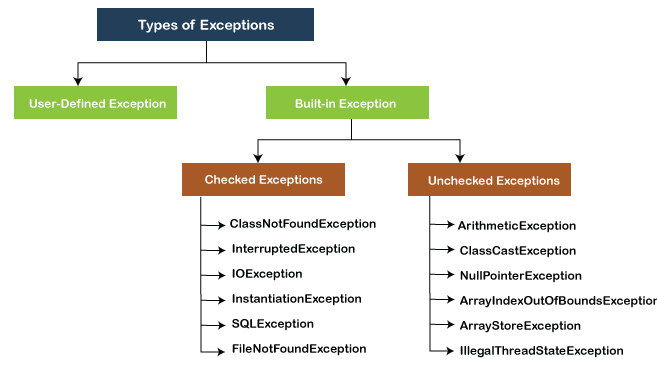 Types of Exceptions
User-Defined Exception
Built-in Exception
Checked Exceptions
ClassNotFoundException
InterruptedException
IOException
InstantiationException
SQLException
FileNotFoundException
Unchecked Exceptions
ArithmeticException
ClassCastException
NullPointerException
ArrayIndexOutOfBoundsException
ArrayStoreException
IllegalThreadStateException